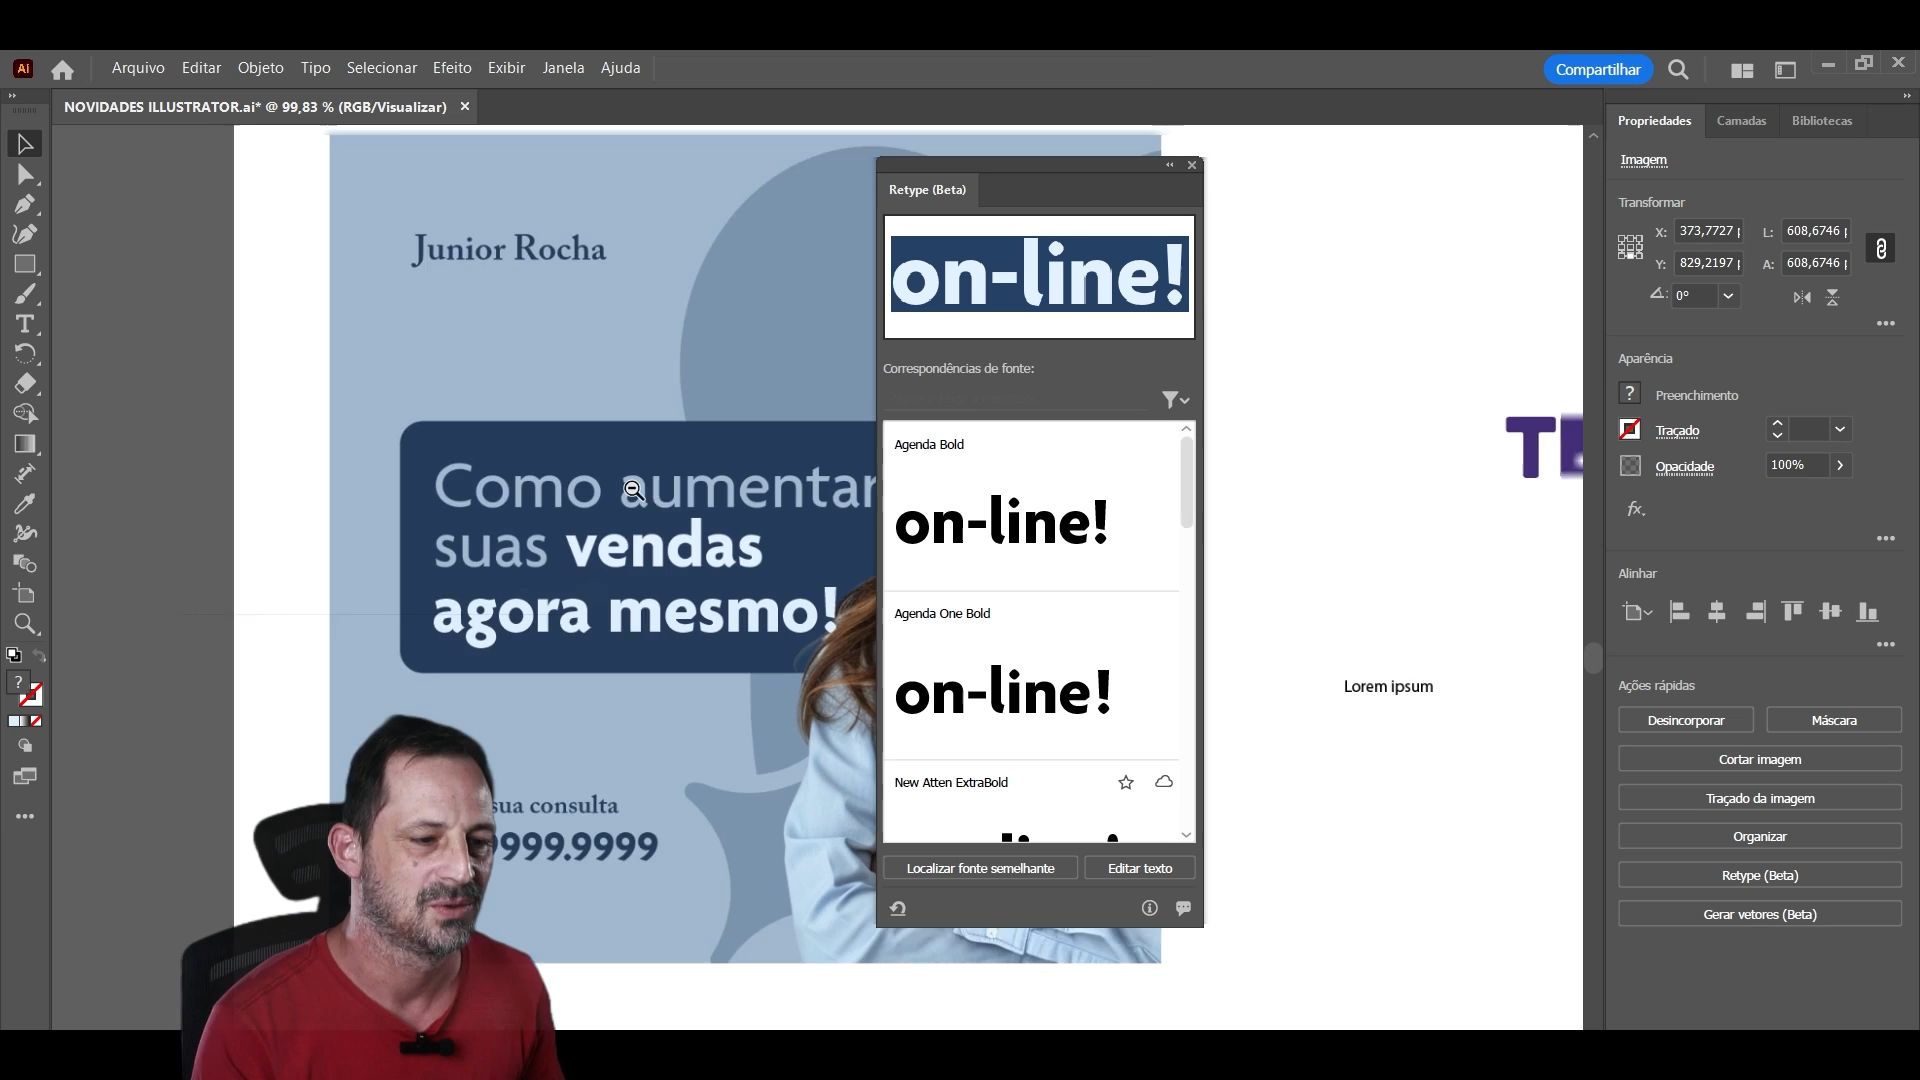 Ai
Arquivo Editar Objeto Tipo Selecionar Efeito Exibir Janela Ajuda
Compartilhar
NOVIDADES ILLUSTRATOR.ai* @ 99,83 % (RGB/Visualizar)
Junior Rocha
Como aumentar
suas vendas
agora mesmo!
sua consulta
9999.9999
Retype (Beta)
on-line!
Correspondências de fonte:
Agenda Bold
on-line!
Agenda One Bold
on-line!
New Atten ExtraBold
Localizar fonte semelhante Editar texto
Lorem ipsum
Propriedades Camadas Bibliotecas
Imagem
Transformar
X: 373,7727 L: 608,6746
Y: 829,2197 A: 608,6746
0°
Aparência
? Preenchimento
Traçado
Opacidade 100%
fx.
Alinhar
Ações rápidas
Desincorporar Máscara
Cortar imagem
Traçado da imagem
Organizar
Retype (Beta)
Gerar vetores (Beta)